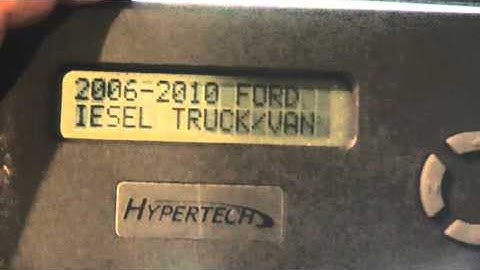 2006-2010 FORD
IESEL TRUCK/VAN
HYPERTECH